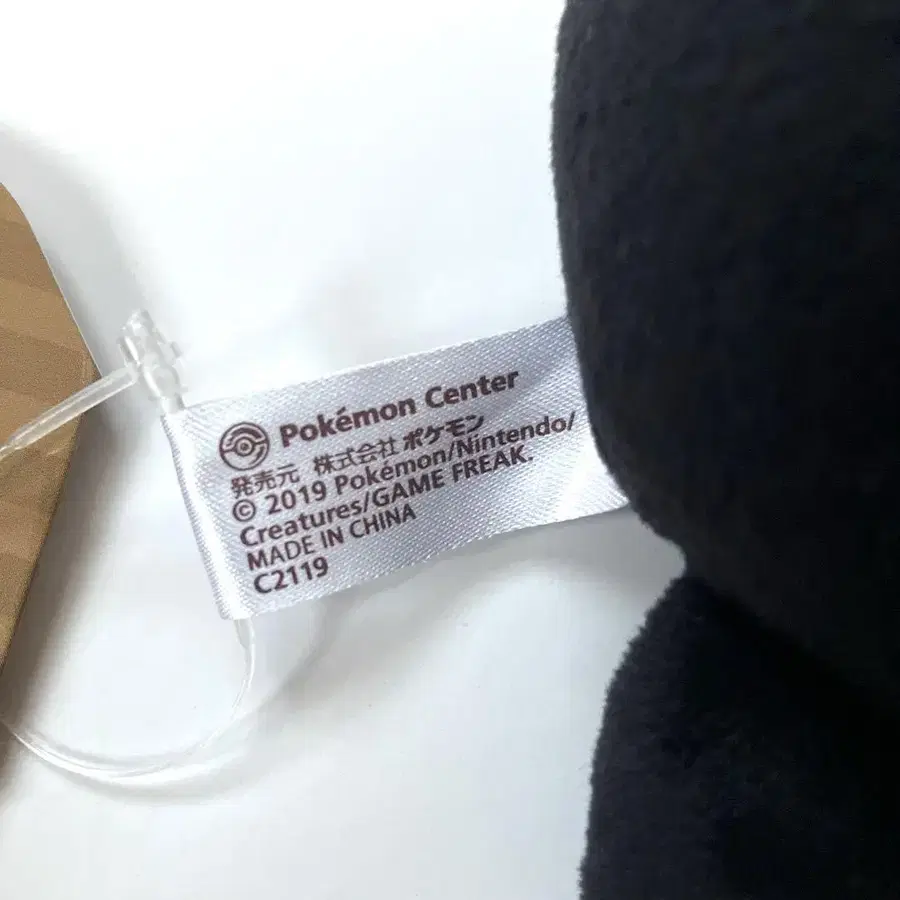 Pokémon Center
発売元 株式会社ポケモン
© 2019 Pokémon/Nintendo/
Creatures/GAME FREAK.
MADE IN CHINA
C2119